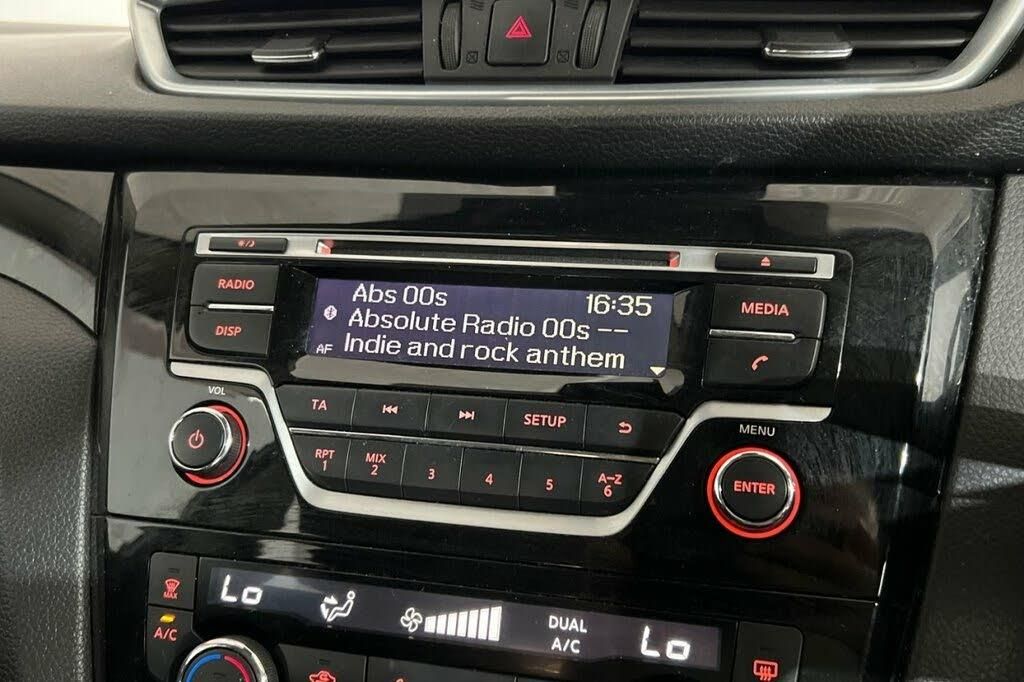 RADIO
DISP
Abs 00s 16:35
Absolute Radio 00s --
AF Indie and rock anthem
MEDIA
VOL
TA
SETUP
MENU
RPT MIX A-Z
1 2 3 4 5 6
ENTER
MAX
A/C
Lo
DUAL
A/C
Lo